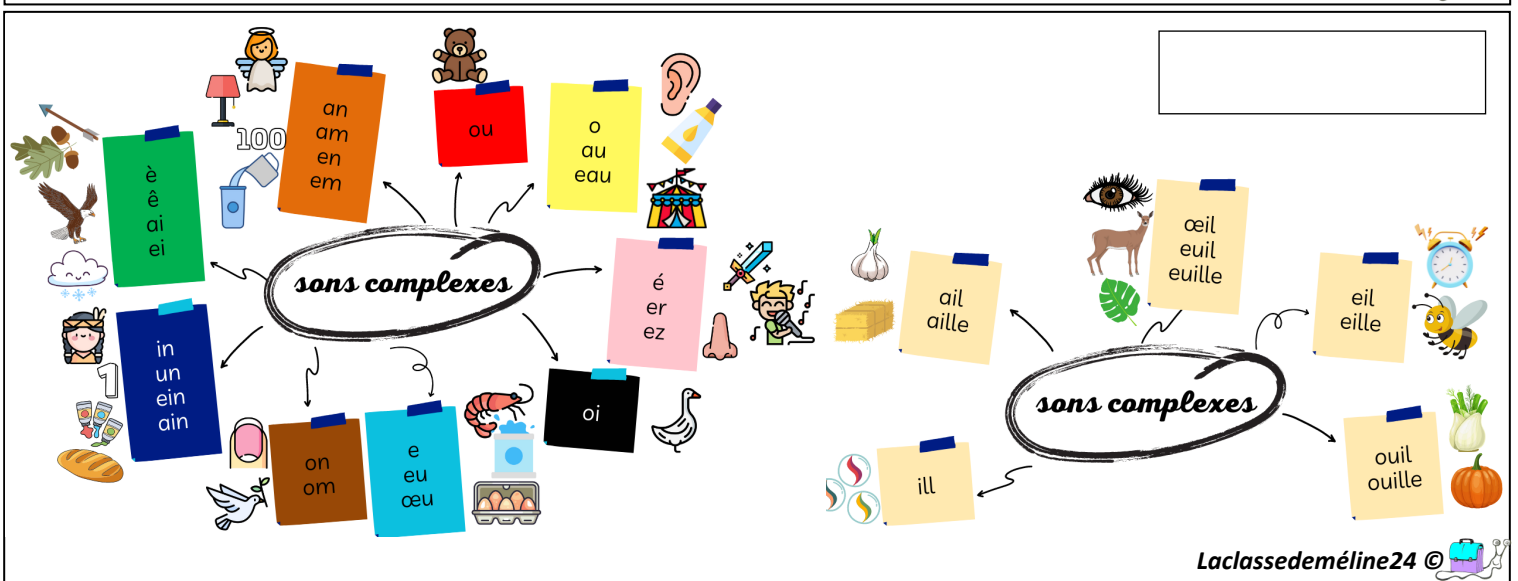 an
am
en
em
100
ou
o
au
eau
è
ê
ai
ei
sons complexes
é
er
ez
in
un
ein
ain
1
on
om
e
eu
œu
oi
œil
euil
euille
ail
aille
eil
eille
sons complexes
ouil
ouille
ill
Laclassedeméline24 ©